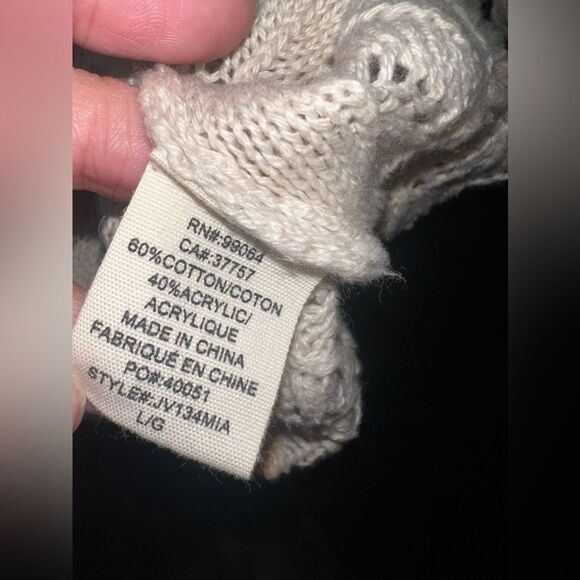 RN#:99064
CA#:37757
60%COTTON/COTON
40%ACRYLIC/
ACRYLIQUE
MADE IN CHINA
FABRIQUÉ EN CHINE
PO#:40051
STYLE#:JV134MIA
L/G